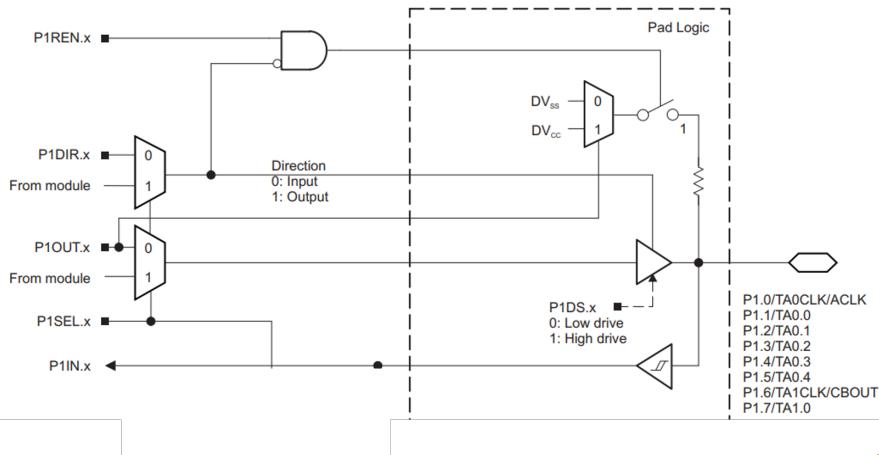 Pad Logic
P1REN.x
DVss
0
DVcc
1
1
P1DIR.x
0
From module
1
Direction
0: Input
1: Output
P1OUT.x
0
From module
1
P1DS.x
0: Low drive
1: High drive
P1SEL.x
P1IN.x
P1.0/TA0CLK/ACLK
P1.1/TA0.0
P1.2/TA0.1
P1.3/TA0.2
P1.4/TA0.3
P1.5/TA0.4
P1.6/TA1CLK/CBOUT
P1.7/TA1.0